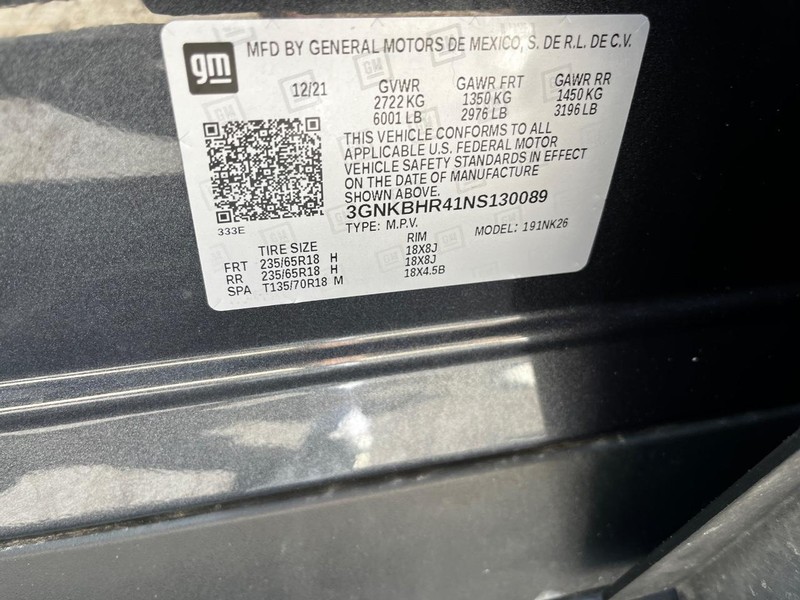 gm
MFD BY GENERAL MOTORS DE MEXICO, S. DE R.L. DE C.V.
12/21 GVWR GAWR FRT GAWR RR
2722 KG 1350 KG 1450 KG
6001 LB 2976 LB 3196 LB
THIS VEHICLE CONFORMS TO ALL
APPLICABLE U.S. FEDERAL MOTOR
VEHICLE SAFETY STANDARDS IN EFFECT
ON THE DATE OF MANUFACTURE
SHOWN ABOVE.
333E
3GNKBHR41NS130089
TYPE: M.P.V. MODEL: 191NK26
TIRE SIZE RIM
FRT 235/65R18 H 18X8J
RR 235/65R18 H 18X8J
SPA T135/70R18 M 18X4.5B